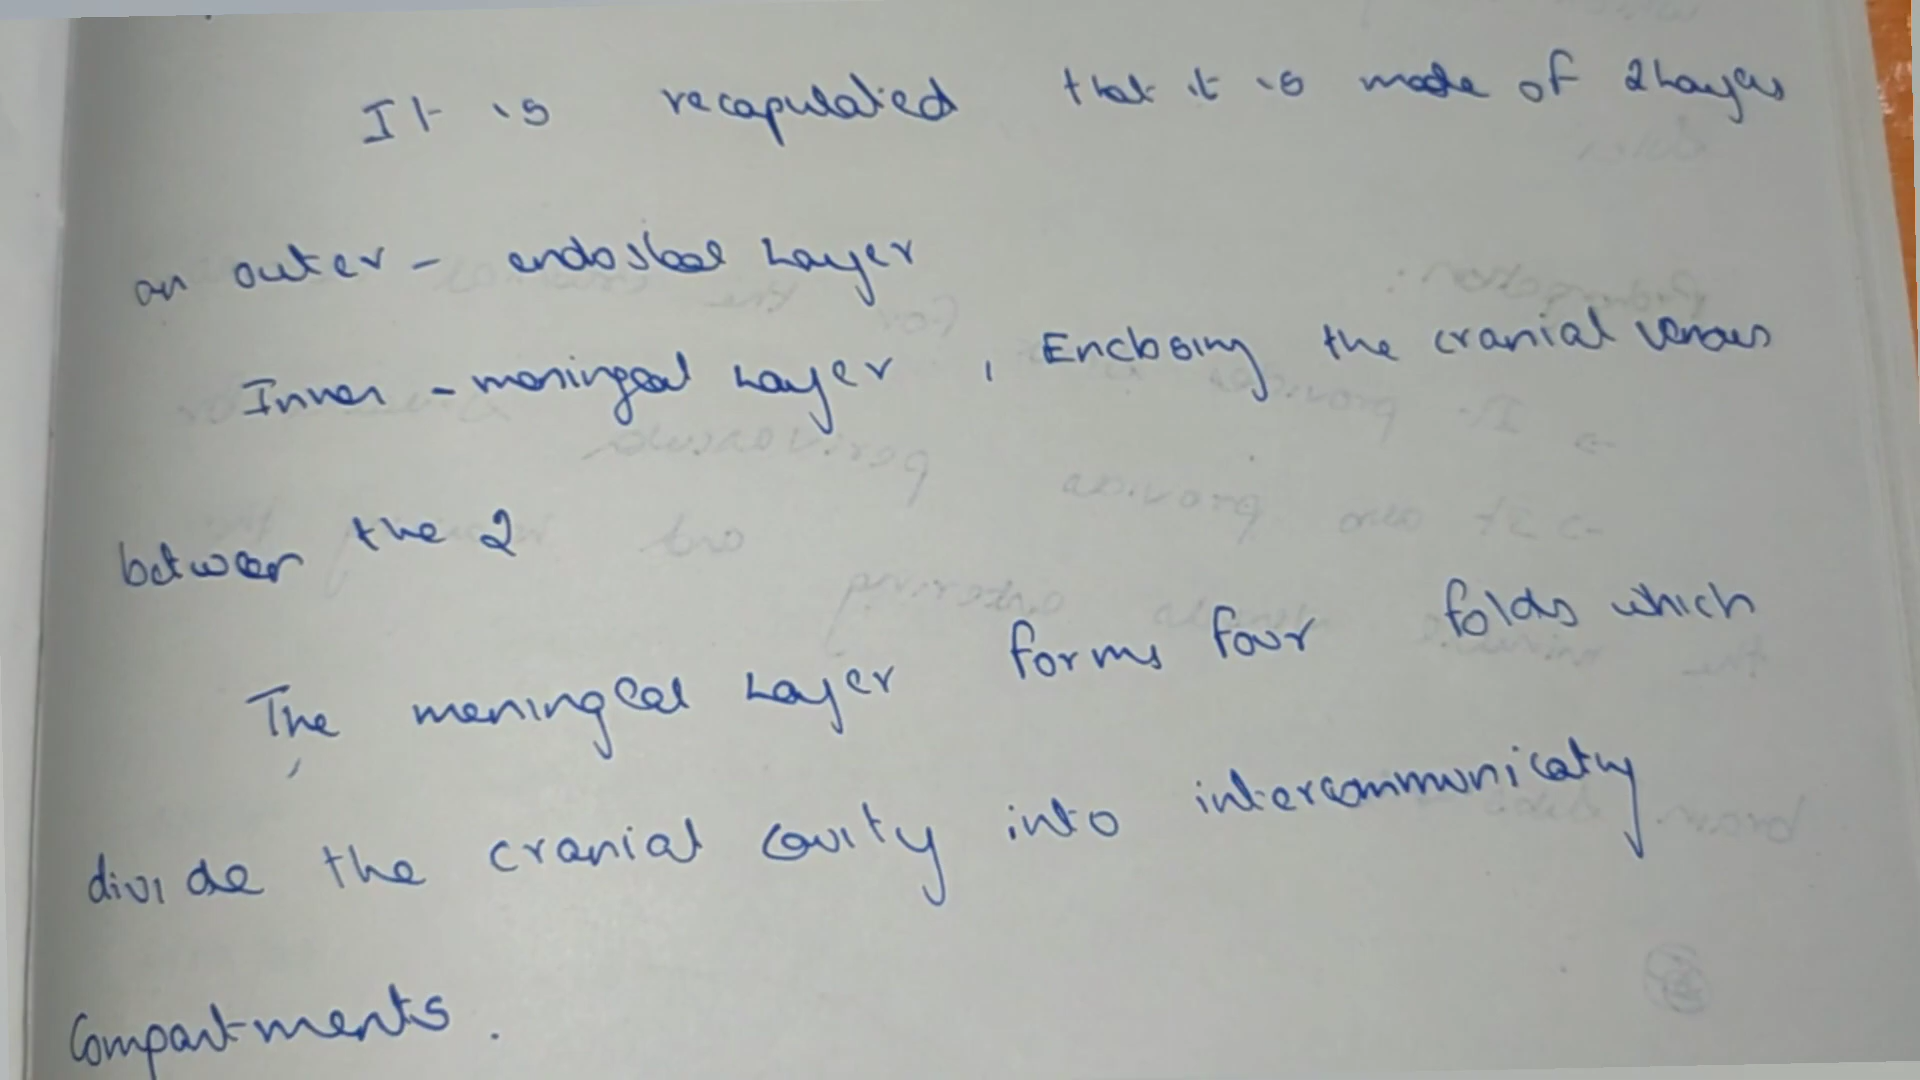 It is recapulated that it is made of 2 Layers
an outer - endosteal Layer
Inner - meningeal Layer , Enclosing the cranial venous
between the 2
The meningeal Layer forms four folds which
divide the cranial cavity into intercommunicating
Compartments.